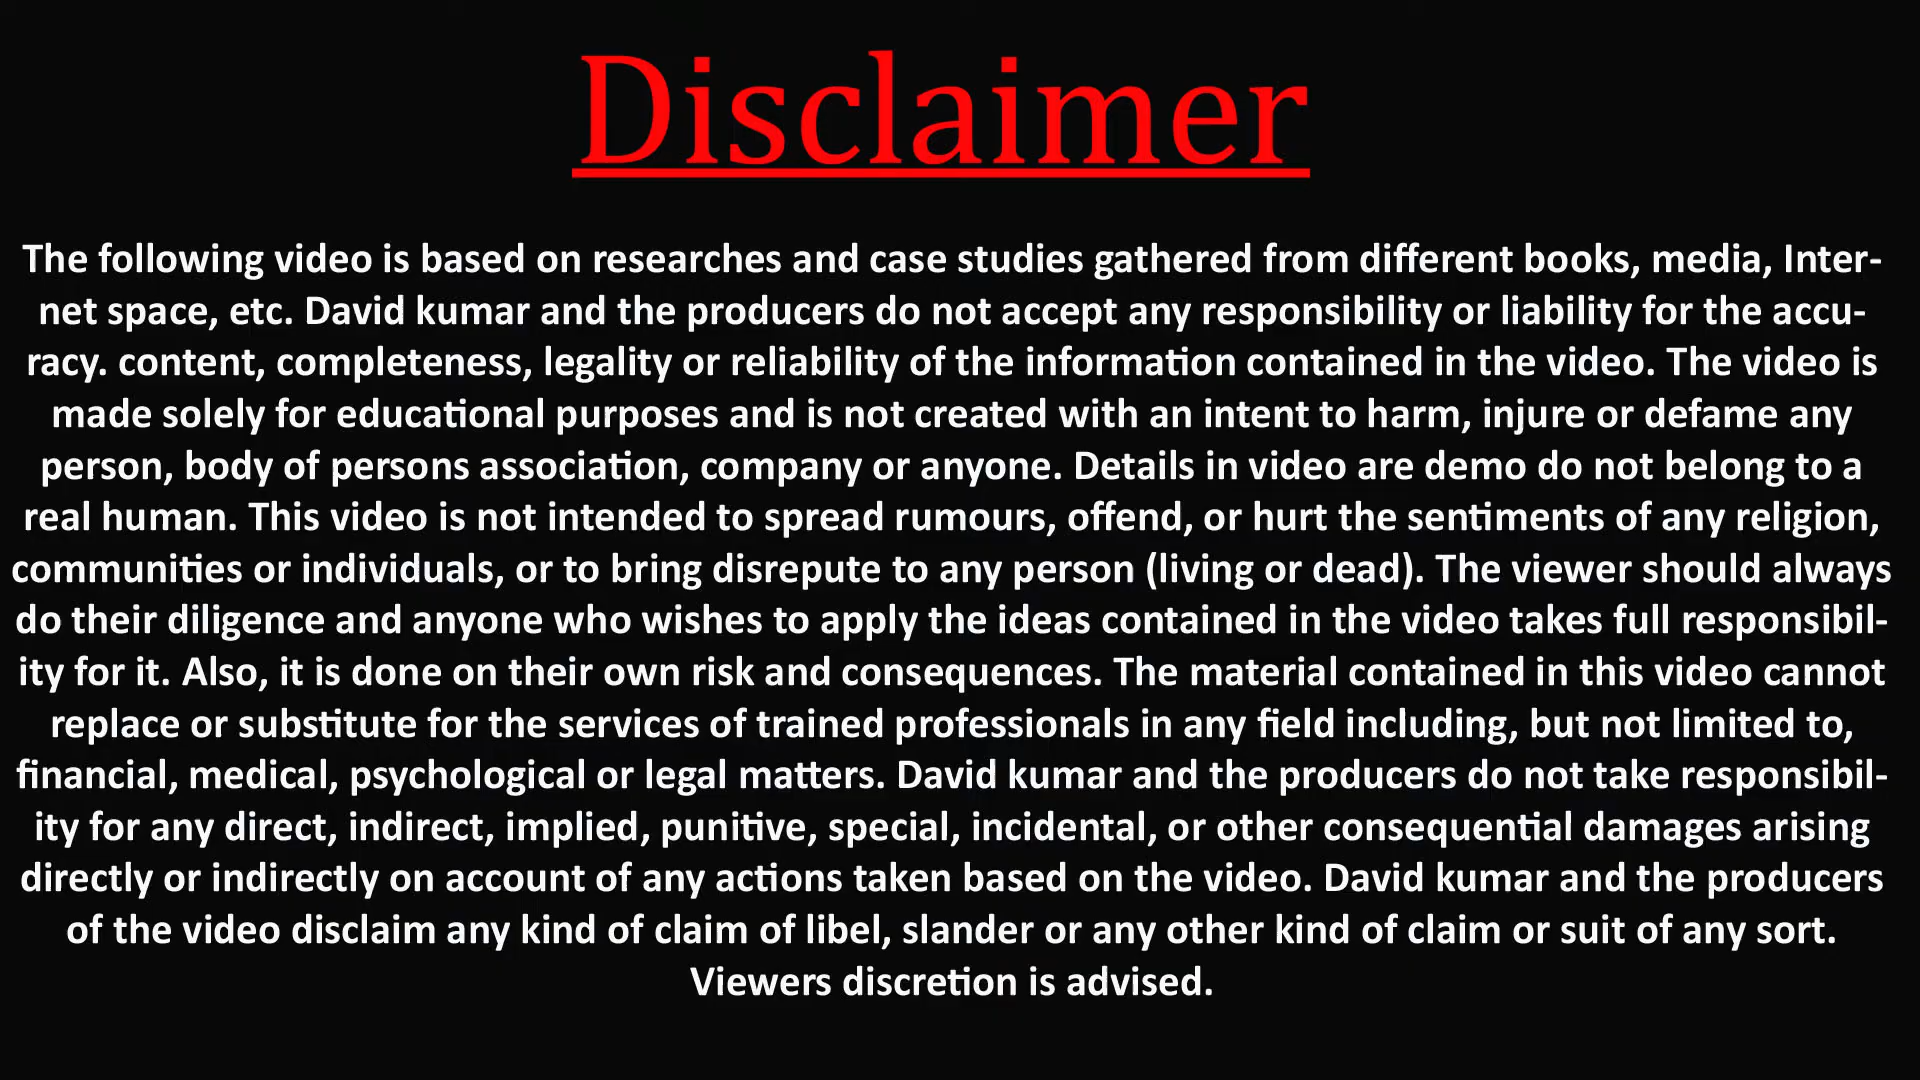 Disclaimer
The following video is based on researches and case studies gathered from different books, media, Inter-
net space, etc. David kumar and the producers do not accept any responsibility or liability for the accu-
racy. content, completeness, legality or reliability of the information contained in the video. The video is
made solely for educational purposes and is not created with an intent to harm, injure or defame any
person, body of persons association, company or anyone. Details in video are demo do not belong to a
real human. This video is not intended to spread rumours, offend, or hurt the sentiments of any religion,
communities or individuals, or to bring disrepute to any person (living or dead). The viewer should always
do their diligence and anyone who wishes to apply the ideas contained in the video takes full responsibil-
ity for it. Also, it is done on their own risk and consequences. The material contained in this video cannot
replace or substitute for the services of trained professionals in any field including, but not limited to,
financial, medical, psychological or legal matters. David kumar and the producers do not take responsibil-
ity for any direct, indirect, implied, punitive, special, incidental, or other consequential damages arising
directly or indirectly on account of any actions taken based on the video. David kumar and the producers
of the video disclaim any kind of claim of libel, slander or any other kind of claim or suit of any sort.
Viewers discretion is advised.